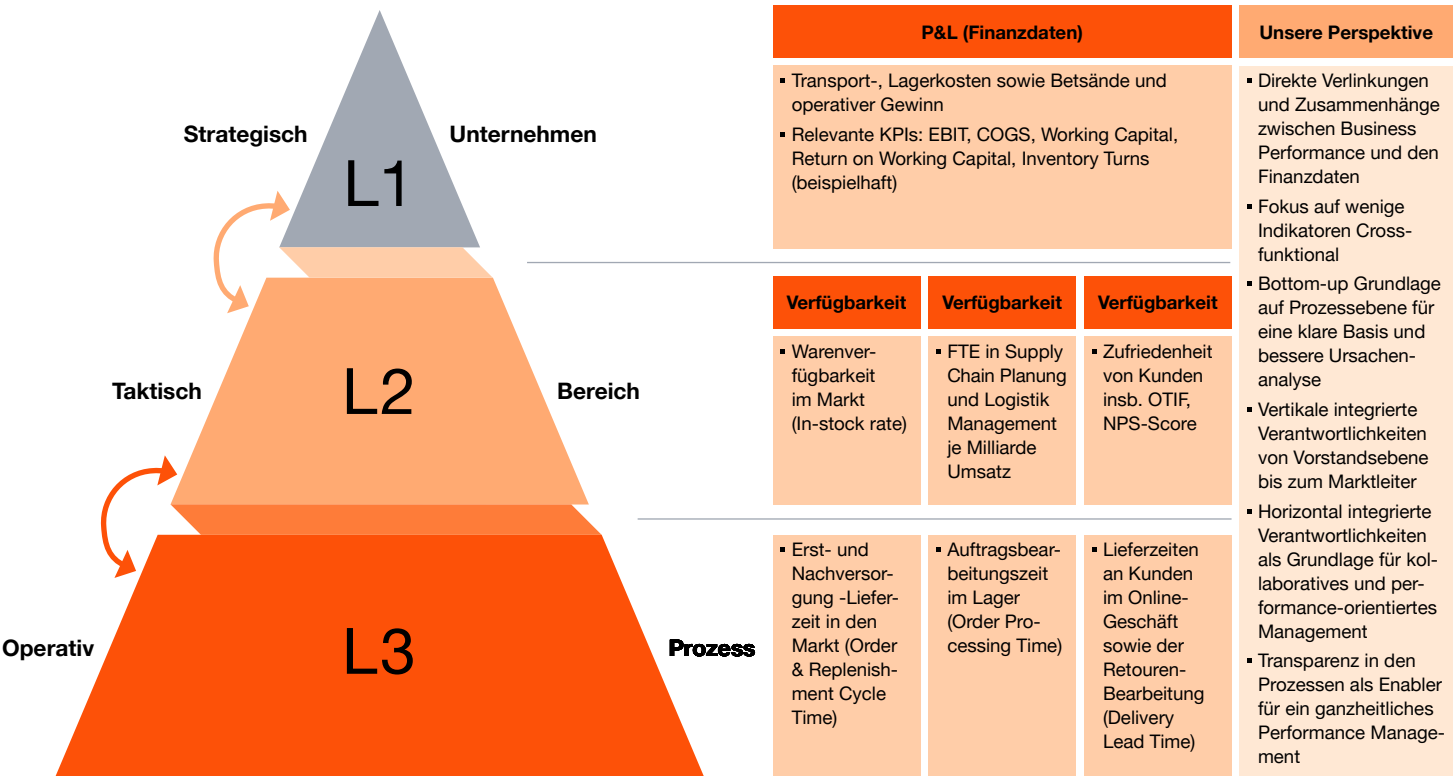 Strategisch
Unternehmen
L1
Taktisch
L2
Bereich
Operativ
L3
Prozess
P&L (Finanzdaten)
▪ Transport-, Lagerkosten sowie Betsände und
operativer Gewinn
▪ Relevante KPIs: EBIT, COGS, Working Capital,
Return on Working Capital, Inventory Turns
(beispielhaft)
Verfügbarkeit
▪ Warenver-
fügbarkeit
im Markt
(In-stock rate)
Verfügbarkeit
▪ FTE in Supply
Chain Planung
und Logistik
Management
je Milliarde
Umsatz
Verfügbarkeit
▪ Zufriedenheit
von Kunden
insb. OTIF,
NPS-Score
▪ Erst- und
Nachversor-
gung -Liefer-
zeit in den
Markt (Order
& Replenish-
ment Cycle
Time)
▪ Auftragsbear-
beitungszeit
im Lager
(Order Pro-
cessing Time)
▪ Lieferzeiten
an Kunden
im Online-
Geschäft
sowie der
Retouren-
Bearbeitung
(Delivery
Lead Time)
Unsere Perspektive
▪ Direkte Verlinkungen
und Zusammenhänge
zwischen Business
Performance und den
Finanzdaten
▪ Fokus auf wenige
Indikatoren Cross-
funktional
▪ Bottom-up Grundlage
auf Prozessebene für
eine klare Basis und
bessere Ursachen-
analyse
▪ Vertikale integrierte
Verantwortlichkeiten
von Vorstandsebene
bis zum Marktleiter
▪ Horizontal integrierte
Verantwortlichkeiten
als Grundlage für kol-
laboratives und per-
formance-orientiertes
Management
▪ Transparenz in den
Prozessen als Enabler
für ein ganzheitliches
Performance Manage-
ment